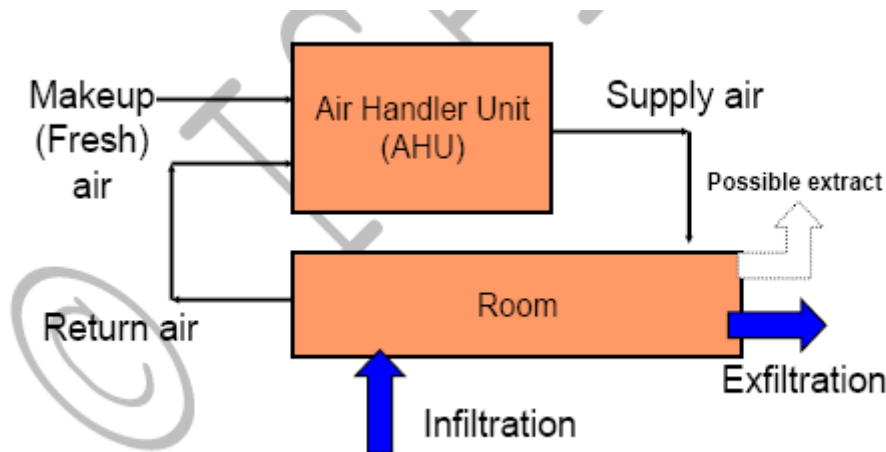 Makeup
(Fresh)
air
Air Handler Unit
(AHU)
Supply air
Possible extract
Room
Return air
Exfiltration
Infiltration
©